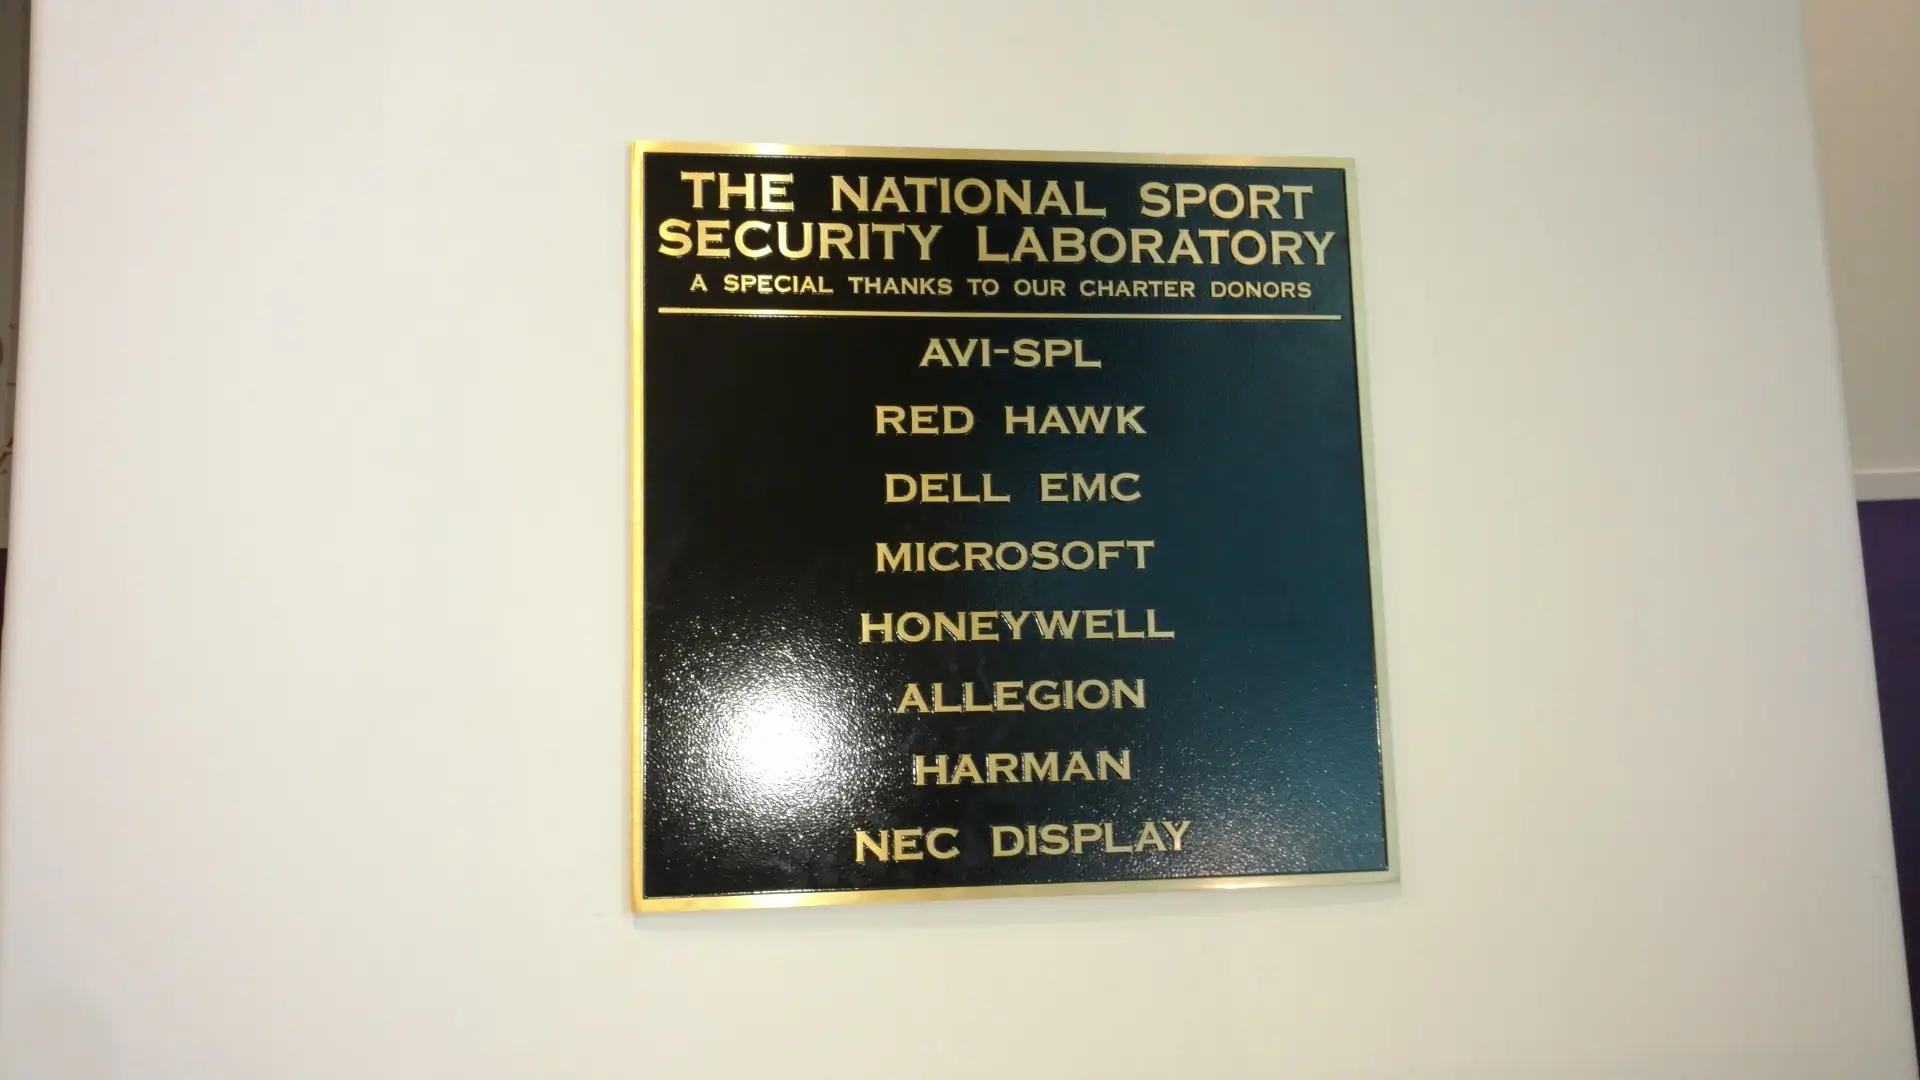 THE NATIONAL SPORT
SECURITY LABORATORY
A SPECIAL THANKS TO OUR CHARTER DONORS
AVI-SPL
RED HAWK
DELL EMC
MICROSOFT
HONEYWELL
ALLEGION
HARMAN
NEC DISPLAY